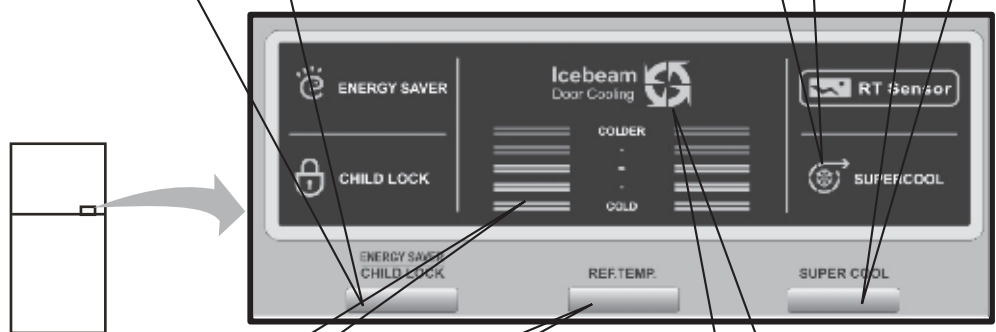 ENERGY SAVER
CHILD LOCK
Icebeam
Door Cooling
COLDER
COLD
RT Sensor
SUPERCOOL
ENERGY SAVER
CHILD LOCK
REF.TEMP.
SUPER COOL